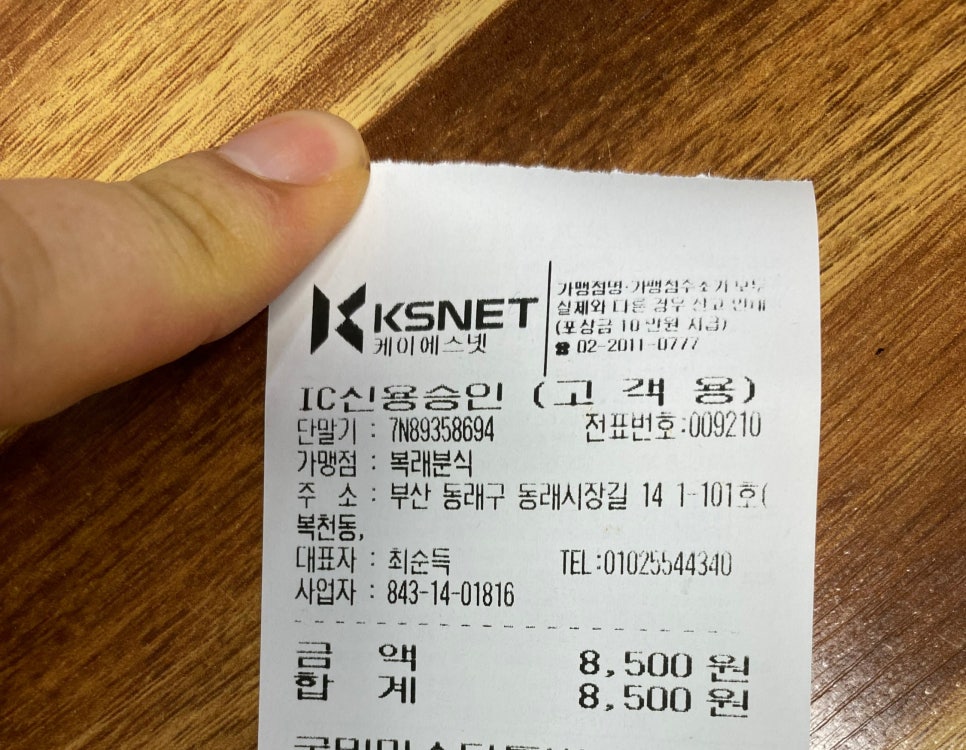 KSNET
케이에스넷
가맹점명·가맹점주소가
실제와 다른 경우 신고
(포상금 10만원 지급)
☎ 02-2011-0777
IC신용승인 (고 객 용)
단말기 : 7N89358694 전표번호:009210
가맹점 : 복래분식
주 소 : 부산 동래구 동래시장길 14 1-101호(
복천동,
대표자 : 최순득 TEL:01025544340
사업자 : 843-14-01816
금 액 8,500 원
합 계 8,500 원